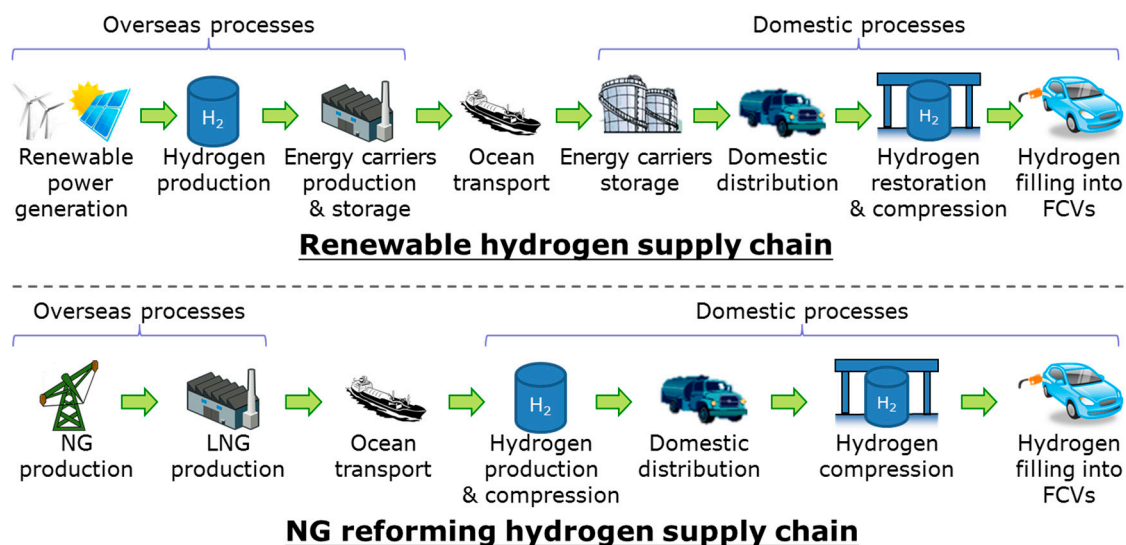 Overseas processes
Domestic processes
H2
H2
Renewable power generation
Hydrogen production
Energy carriers production & storage
Ocean transport
Energy carriers storage
Domestic distribution
Hydrogen restoration & compression
Hydrogen filling into FCVs
Renewable hydrogen supply chain
Overseas processes
Domestic processes
H2
H2
NG production
LNG production
Ocean transport
Hydrogen production & compression
Domestic distribution
Hydrogen compression
Hydrogen filling into FCVs
NG reforming hydrogen supply chain